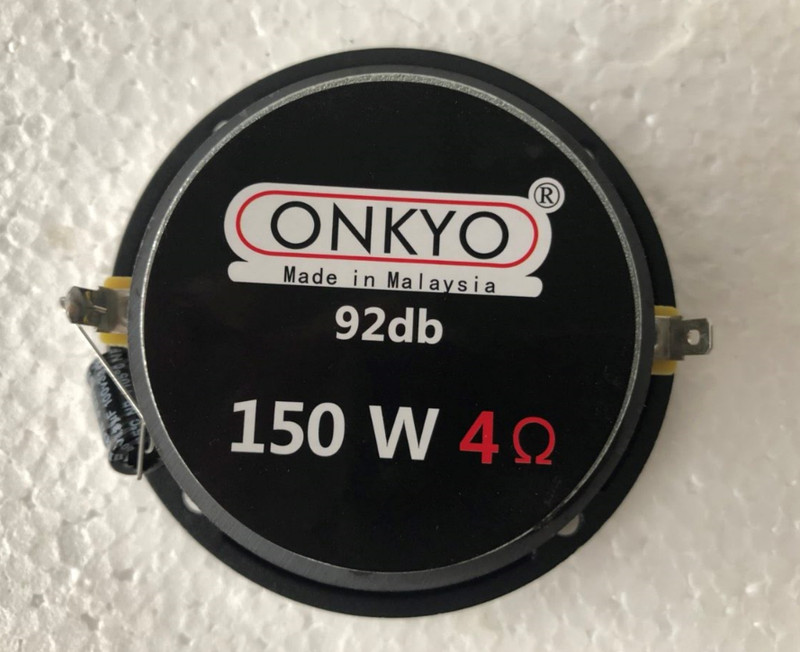 ONKYO ®
Made in Malaysia
92db
150 W 4Ω